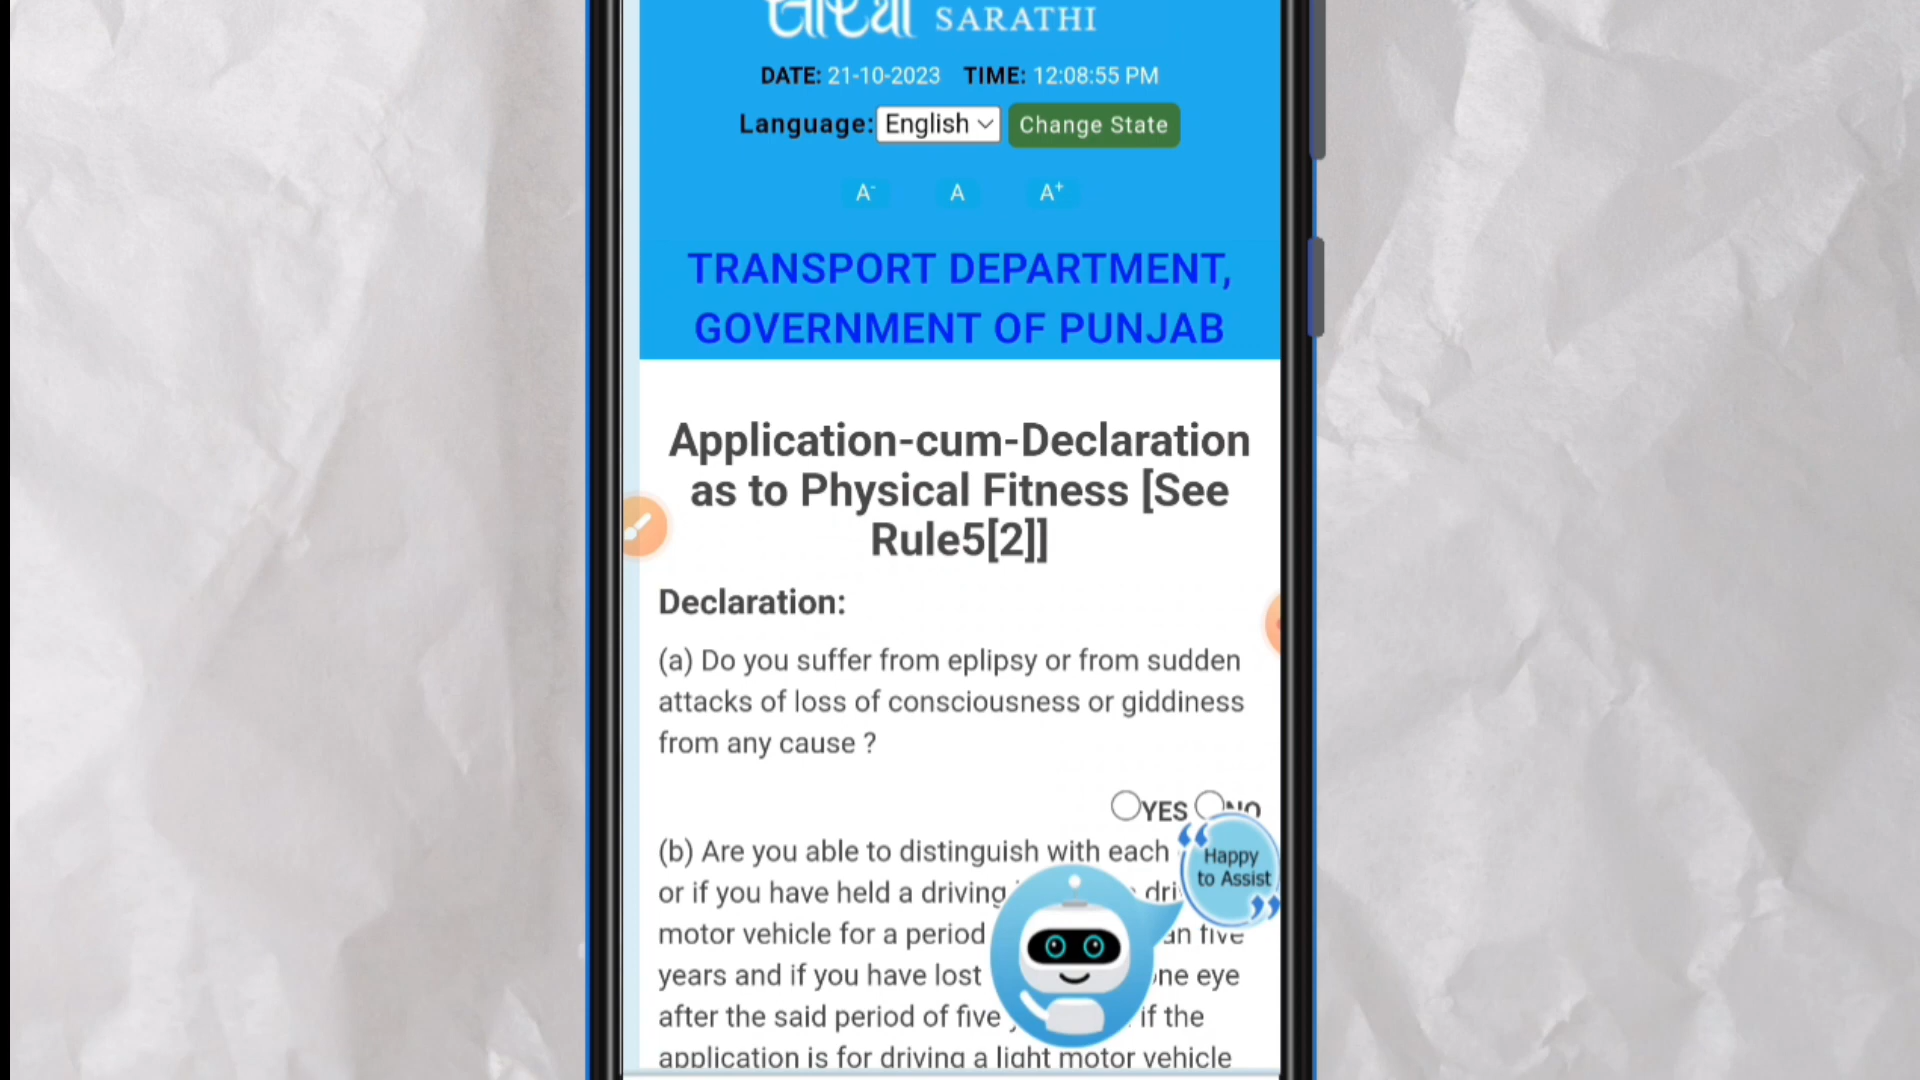 सारथी SARATHI
DATE: 21-10-2023 TIME: 12:08:55 PM
Language: English Change State
A- A A+
TRANSPORT DEPARTMENT,
GOVERNMENT OF PUNJAB
Application-cum-Declaration
as to Physical Fitness [See
Rule5[2]]
Declaration:
(a) Do you suffer from eplipsy or from sudden
attacks of loss of consciousness or giddiness
from any cause ?
YES NO
(b) Are you able to distinguish with each
or if you have held a driving
motor vehicle for a period five
years and if you have lost eye
after the said period of five if the
application is for driving a light motor vehicle
Happy
to Assist